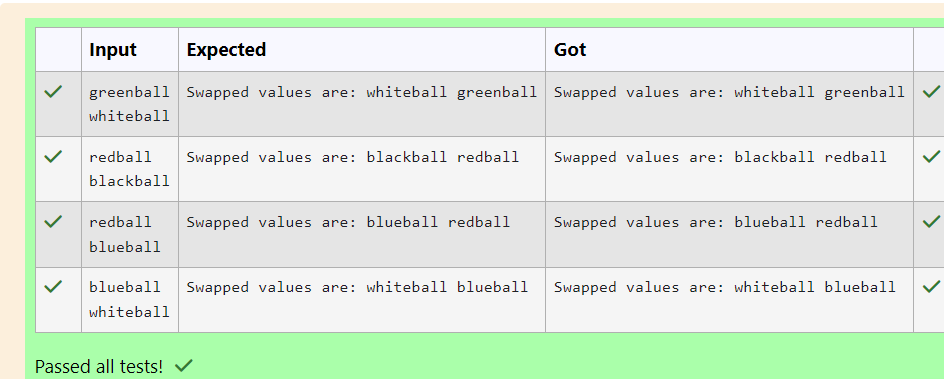 Input Expected Got
greenball Swapped values are: whiteball greenball Swapped values are: whiteball greenball
whiteball
redball Swapped values are: blackball redball Swapped values are: blackball redball
blackball
redball Swapped values are: blueball redball Swapped values are: blueball redball
blueball
blueball Swapped values are: whiteball blueball Swapped values are: whiteball blueball
whiteball
Passed all tests!